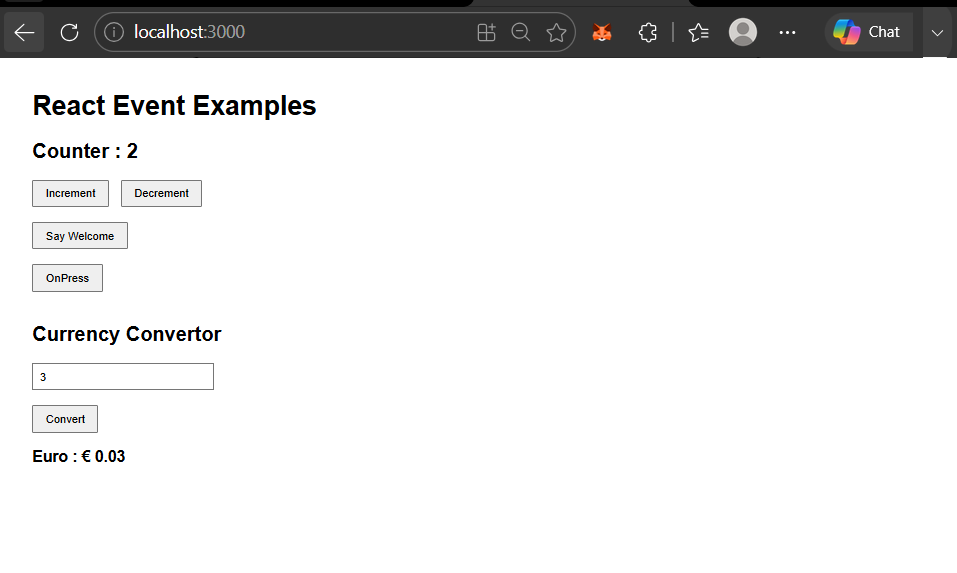 localhost:3000
Chat
React Event Examples
Counter : 2
Increment Decrement
Say Welcome
OnPress
Currency Convertor
3
Convert
Euro : € 0.03